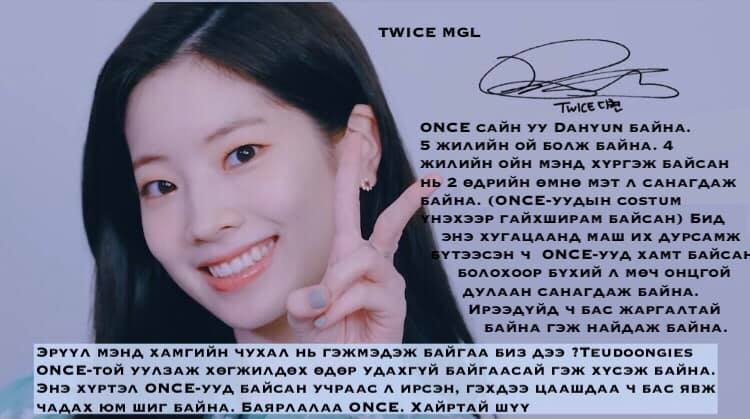 TWICE MGL
TWICE 다현
ONCE сайн уу Dahyun байна.
5 жилийн ой болж байна. 4
жилийн ойн мэнд хүргэж байсан
нь 2 өдрийн өмнө мэт л санагдаж
байна. (ONCE-уудын costum
үнэхээр гайхширам байсан) Бид
энэ хугацаанд маш их дурсамж
бүтээсэн ч ONCE-ууд хамт байсан
болохоор бүхий л мөч онцгой
дулаан санагдаж байна.
Ирээдүйд ч бас жаргалтай
байна гэж найдаж байна.
Эрүүл мэнд хамгийн чухал нь гэжмэдэж байгаа биз дээ ?Teudoongies
ONCE-той уулзаж хөгжилдөх өдөр удахгүй байгаасай гэж хүсэж байна.
Энэ хүртэл ONCE-ууд байсан учраас л ирсэн, гэхдээ цаашдаа ч бас явж
чадах юм шиг байна. Баярлалаа ONCE. Хайртай шүү